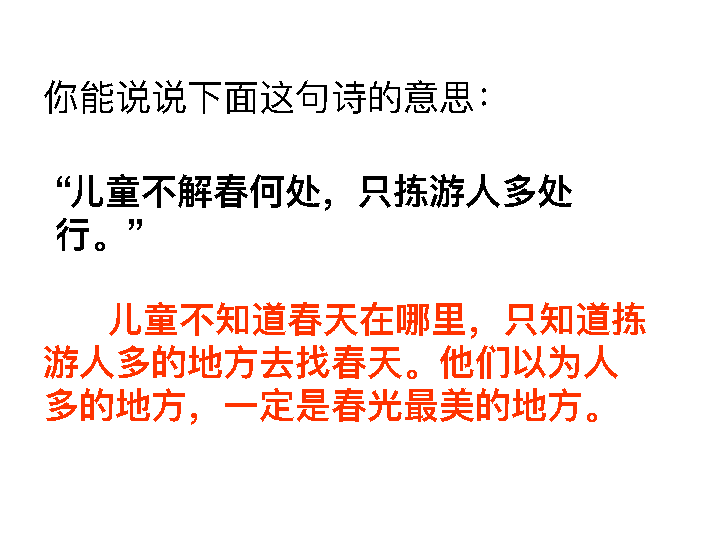 你能说说下面这句诗的意思：
“儿童不解春何处，只拣游人多处
行。”
儿童不知道春天在哪里，只知道拣
游人多的地方去找春天。他们以为人
多的地方，一定是春光最美的地方。